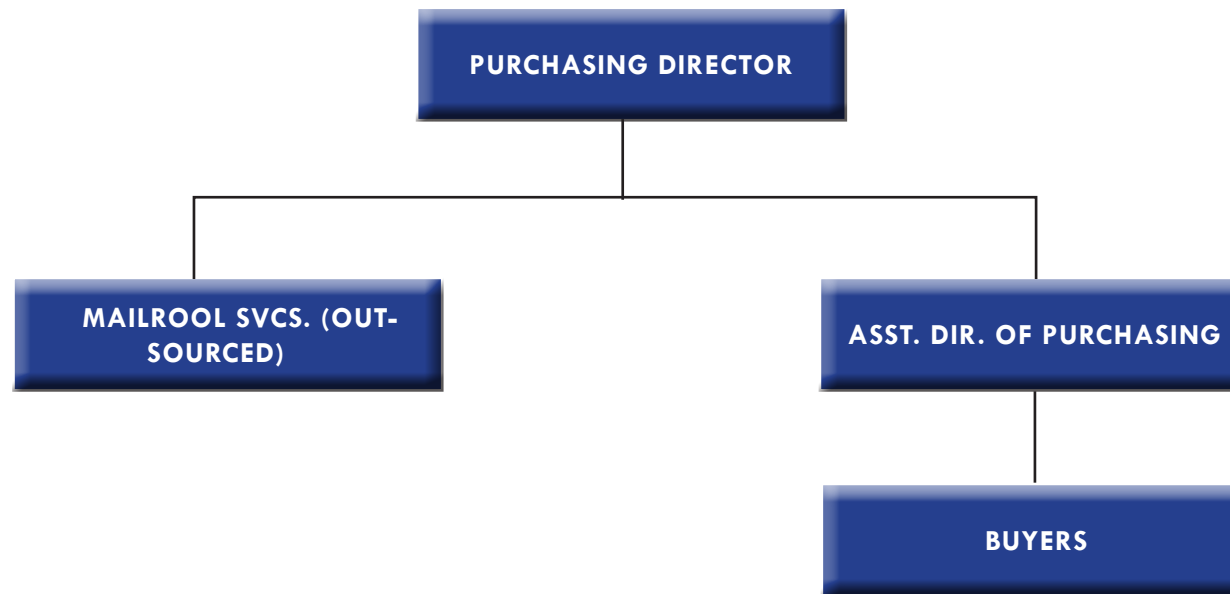 PURCHASING DIRECTOR
MAILROOL SVCS. (OUT-
SOURCED)
ASST. DIR. OF PURCHASING
BUYERS